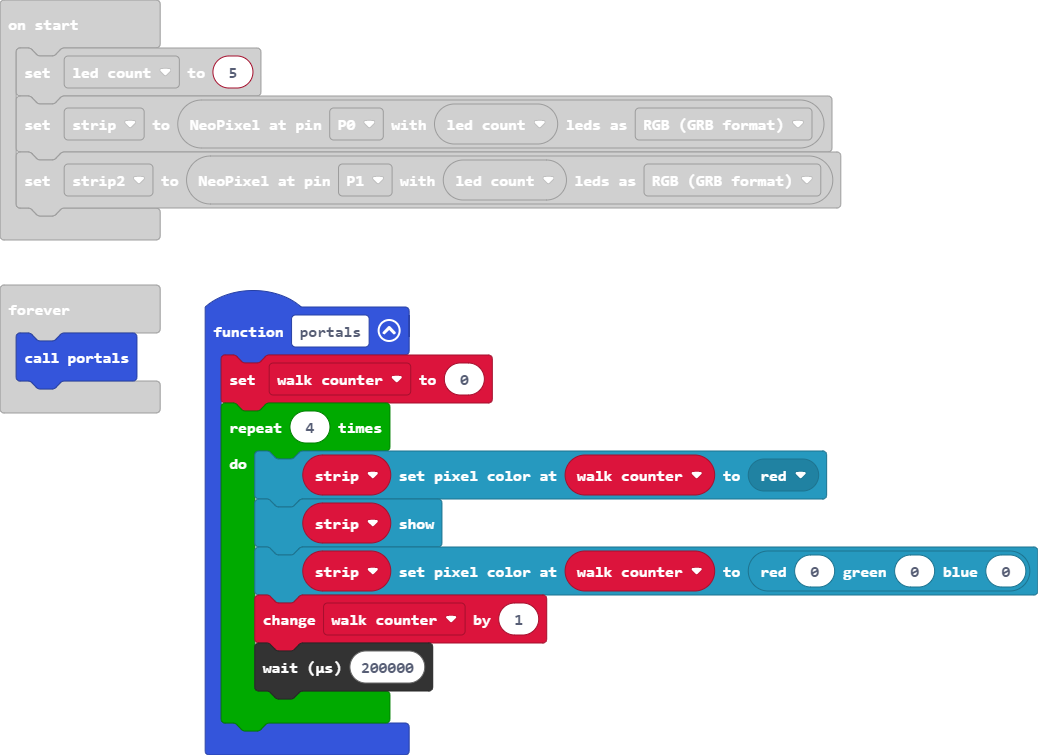 on start
set led count to 5
set strip to NeoPixel at pin P0 with led count leds as RGB (GRB format)
set strip2 to NeoPixel at pin P1 with led count leds as RGB (GRB format)
forever
call portals
function portals
set walk counter to 0
repeat 4 times
do
strip set pixel color at walk counter to red
strip show
strip set pixel color at walk counter to red 0 green 0 blue 0
change walk counter by 1
wait (µs) 200000